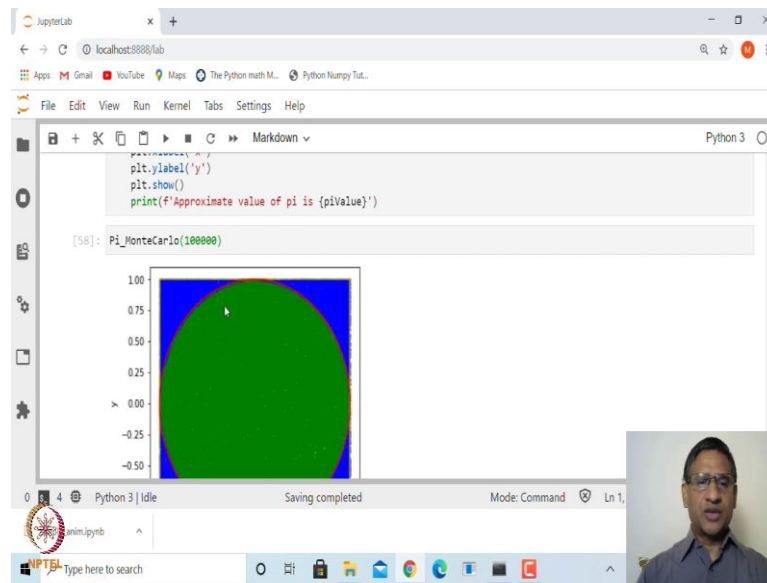 JupyterLab
localhost:8888/lab
M
Apps Gmail YouTube Maps The Python math M... Python Numpy Tut...
File Edit View Run Kernel Tabs Settings Help
Markdown Python 3
plt.ylabel('y')
plt.show()
print(f'Approximate value of pi is {piValue}')
[58]: Pi_MonteCarlo(100000)
1.00
0.75
0.50
0.25
y 0.00
−0.25
−0.50
0 4 Python 3 | Idle Saving completed Mode: Command Ln 1,
anim.ipynb
NPTEL Type here to search